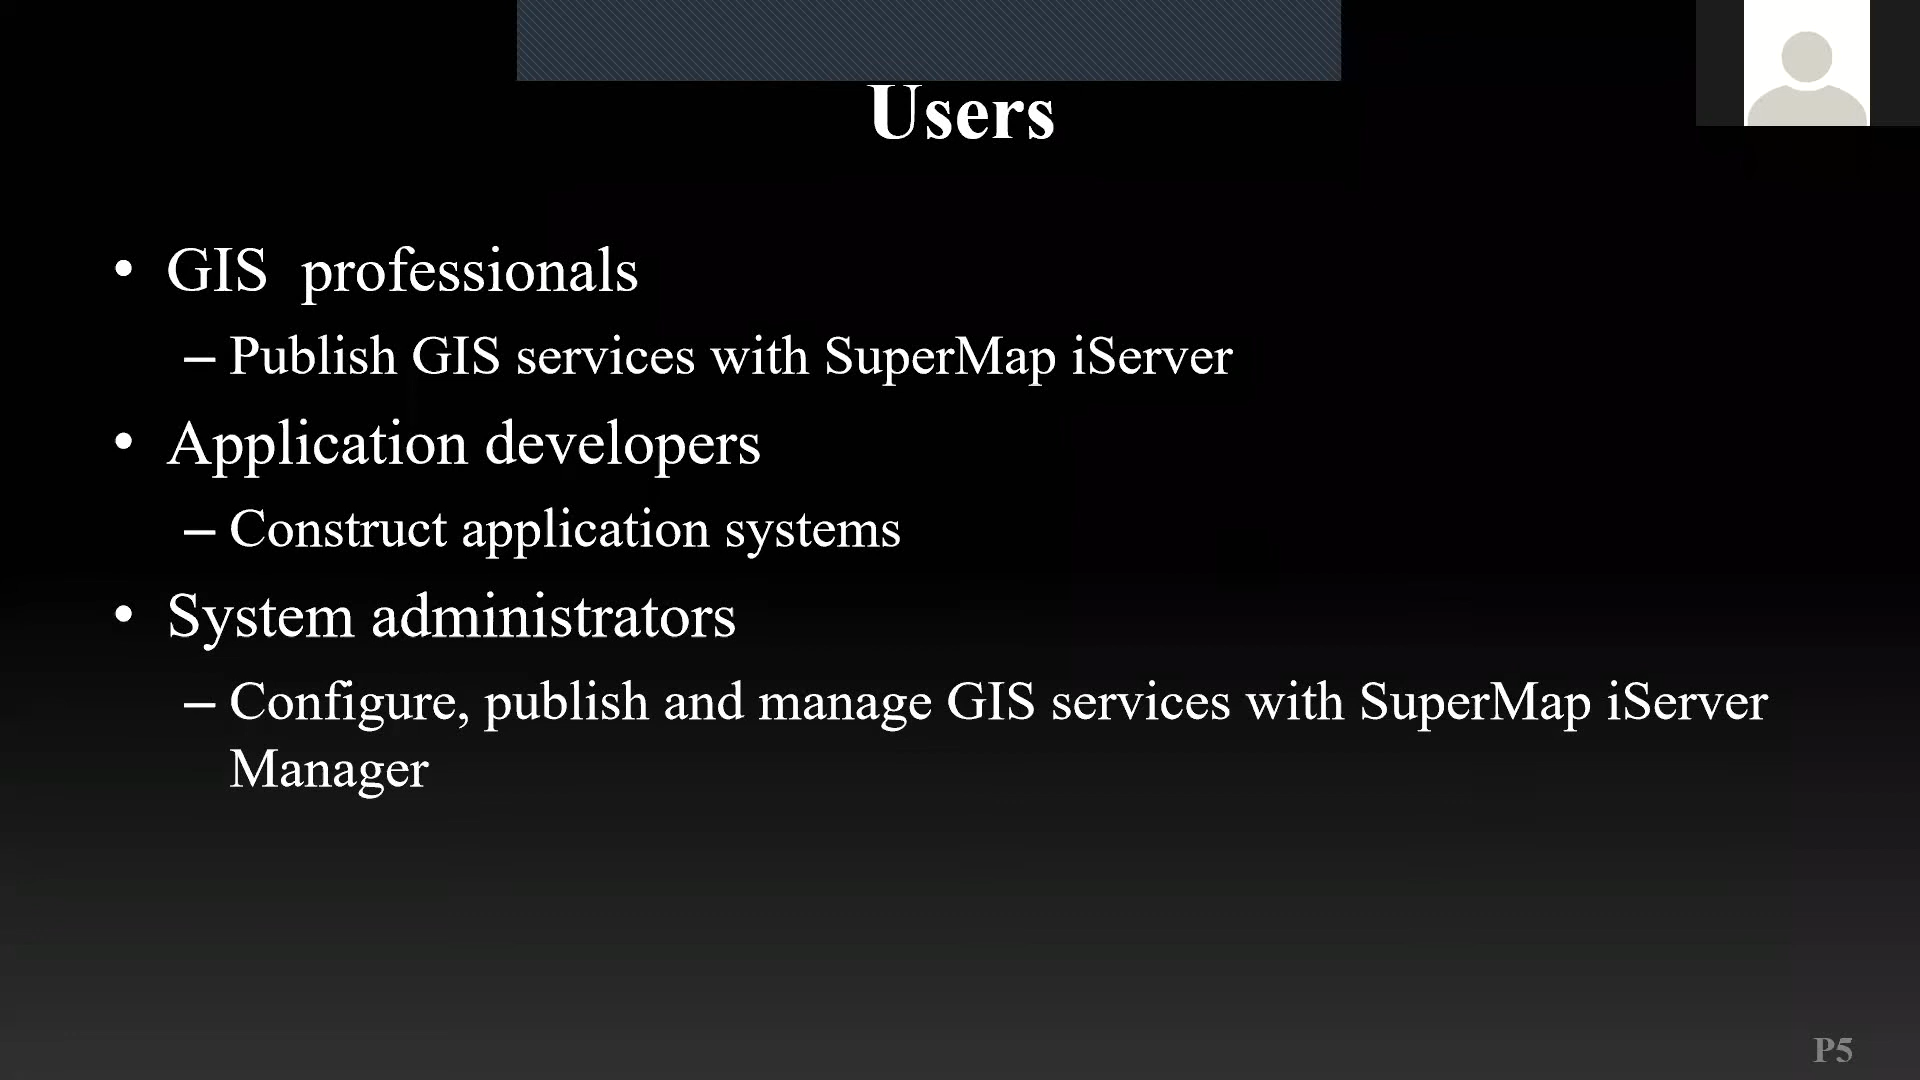 Users
• GIS  professionals
– Publish GIS services with SuperMap iServer
• Application developers
– Construct application systems
• System administrators
– Configure, publish and manage GIS services with SuperMap iServer
Manager
P5